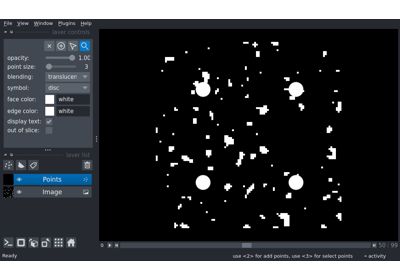 File View Window Plugins Help
layer controls
opacity: 1.00
point size: 3
blending: translucen
symbol: disc
face color: white
edge color: white
display text:
out of slice:
layer list
Points
Image
0 50 99
Ready use <2> for add points, use <3> for select points activity